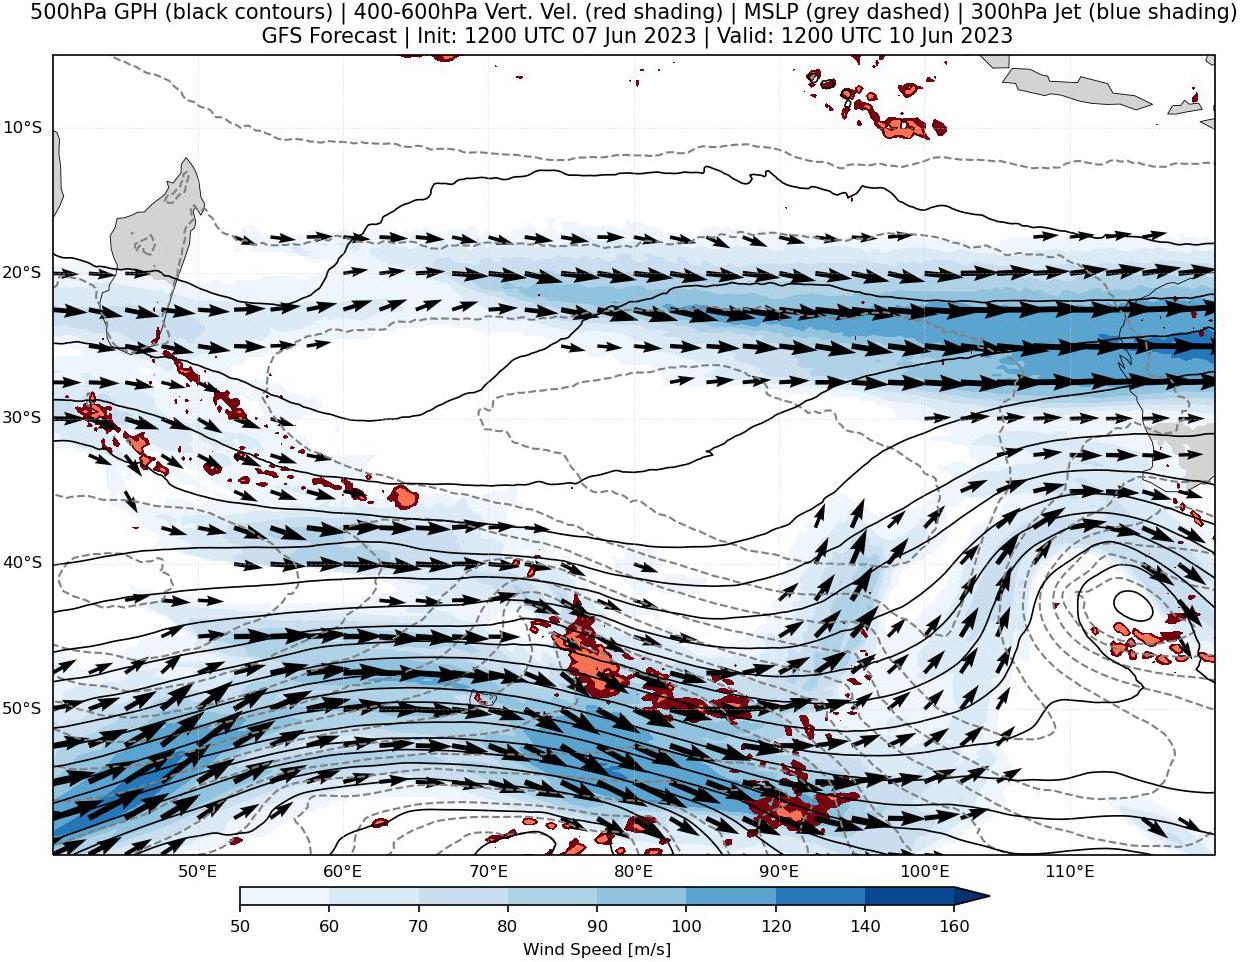 500hPa GPH (black contours) | 400-600hPa Vert. Vel. (red shading) | MSLP (grey dashed) | 300hPa Jet (blue shading)
GFS Forecast | Init: 1200 UTC 07 Jun 2023 | Valid: 1200 UTC 10 Jun 2023
10°S
20°S
30°S
40°S
50°S
50°E 60°E 70°E 80°E 90°E 100°E 110°E
50 60 70 80 90 100 120 140 160
Wind Speed [m/s]